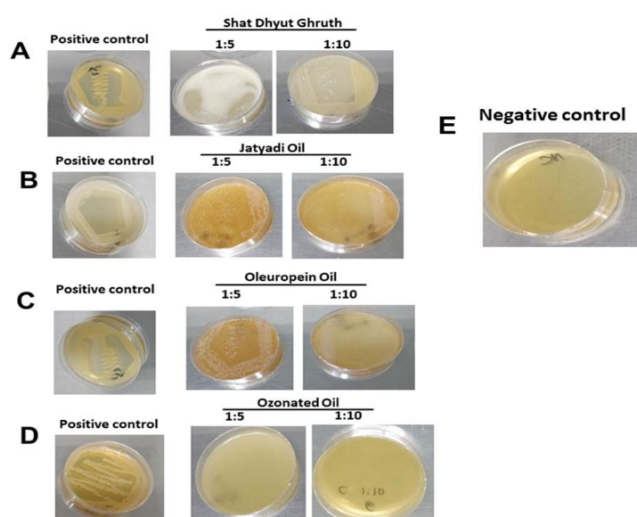 Shat Dhyut Ghruth
A
Positive control
1:5
1:10
E
Negative control
Jatyadi Oil
B
Positive control
1:5
1:10
Oleuropein Oil
C
Positive control
1:5
1:10
Ozonated Oil
D
Positive control
1:5
1:10
C 1:10